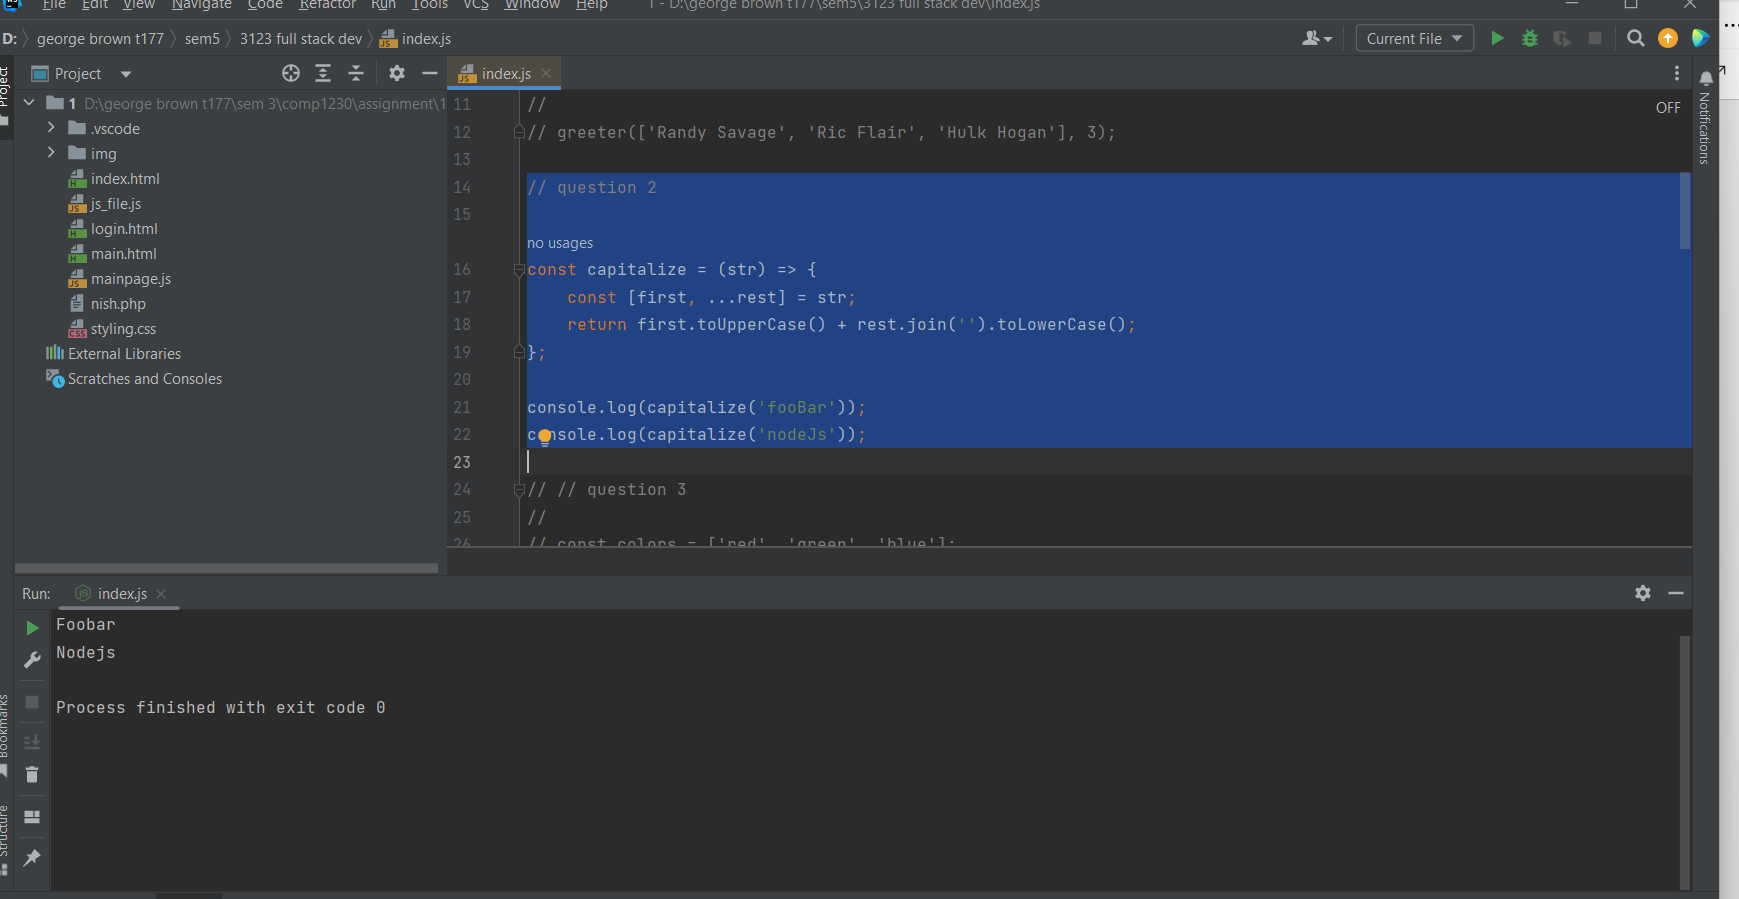 File Edit View Navigate Code Refactor Run Tools VCS Window Help 1 - D:\george brown t177\sem5\3123 full stack dev\index.js
D: george brown t177 sem5 3123 full stack dev index.js Current File
Project
Project
index.js
1 D:\george brown t177\sem 3\comp1230\assignment\1
.vscode
img
index.html
js_file.js
login.html
main.html
mainpage.js
nish.php
styling.css
External Libraries
Scratches and Consoles
OFF
Notifications
11 //
12 // greeter(['Randy Savage', 'Ric Flair', 'Hulk Hogan'], 3);
13
14 // question 2
15
no usages
16 const capitalize = (str) => {
17 const [first, ...rest] = str;
18 return first.toUpperCase() + rest.join('').toLowerCase();
19 };
20
21 console.log(capitalize('fooBar'));
22 console.log(capitalize('nodeJs'));
23
24 // // question 3
25 //
26 // const colors = ['red', 'green', 'blue'];
Run: index.js
Foobar
Nodejs
Process finished with exit code 0
Bookmarks
Structure